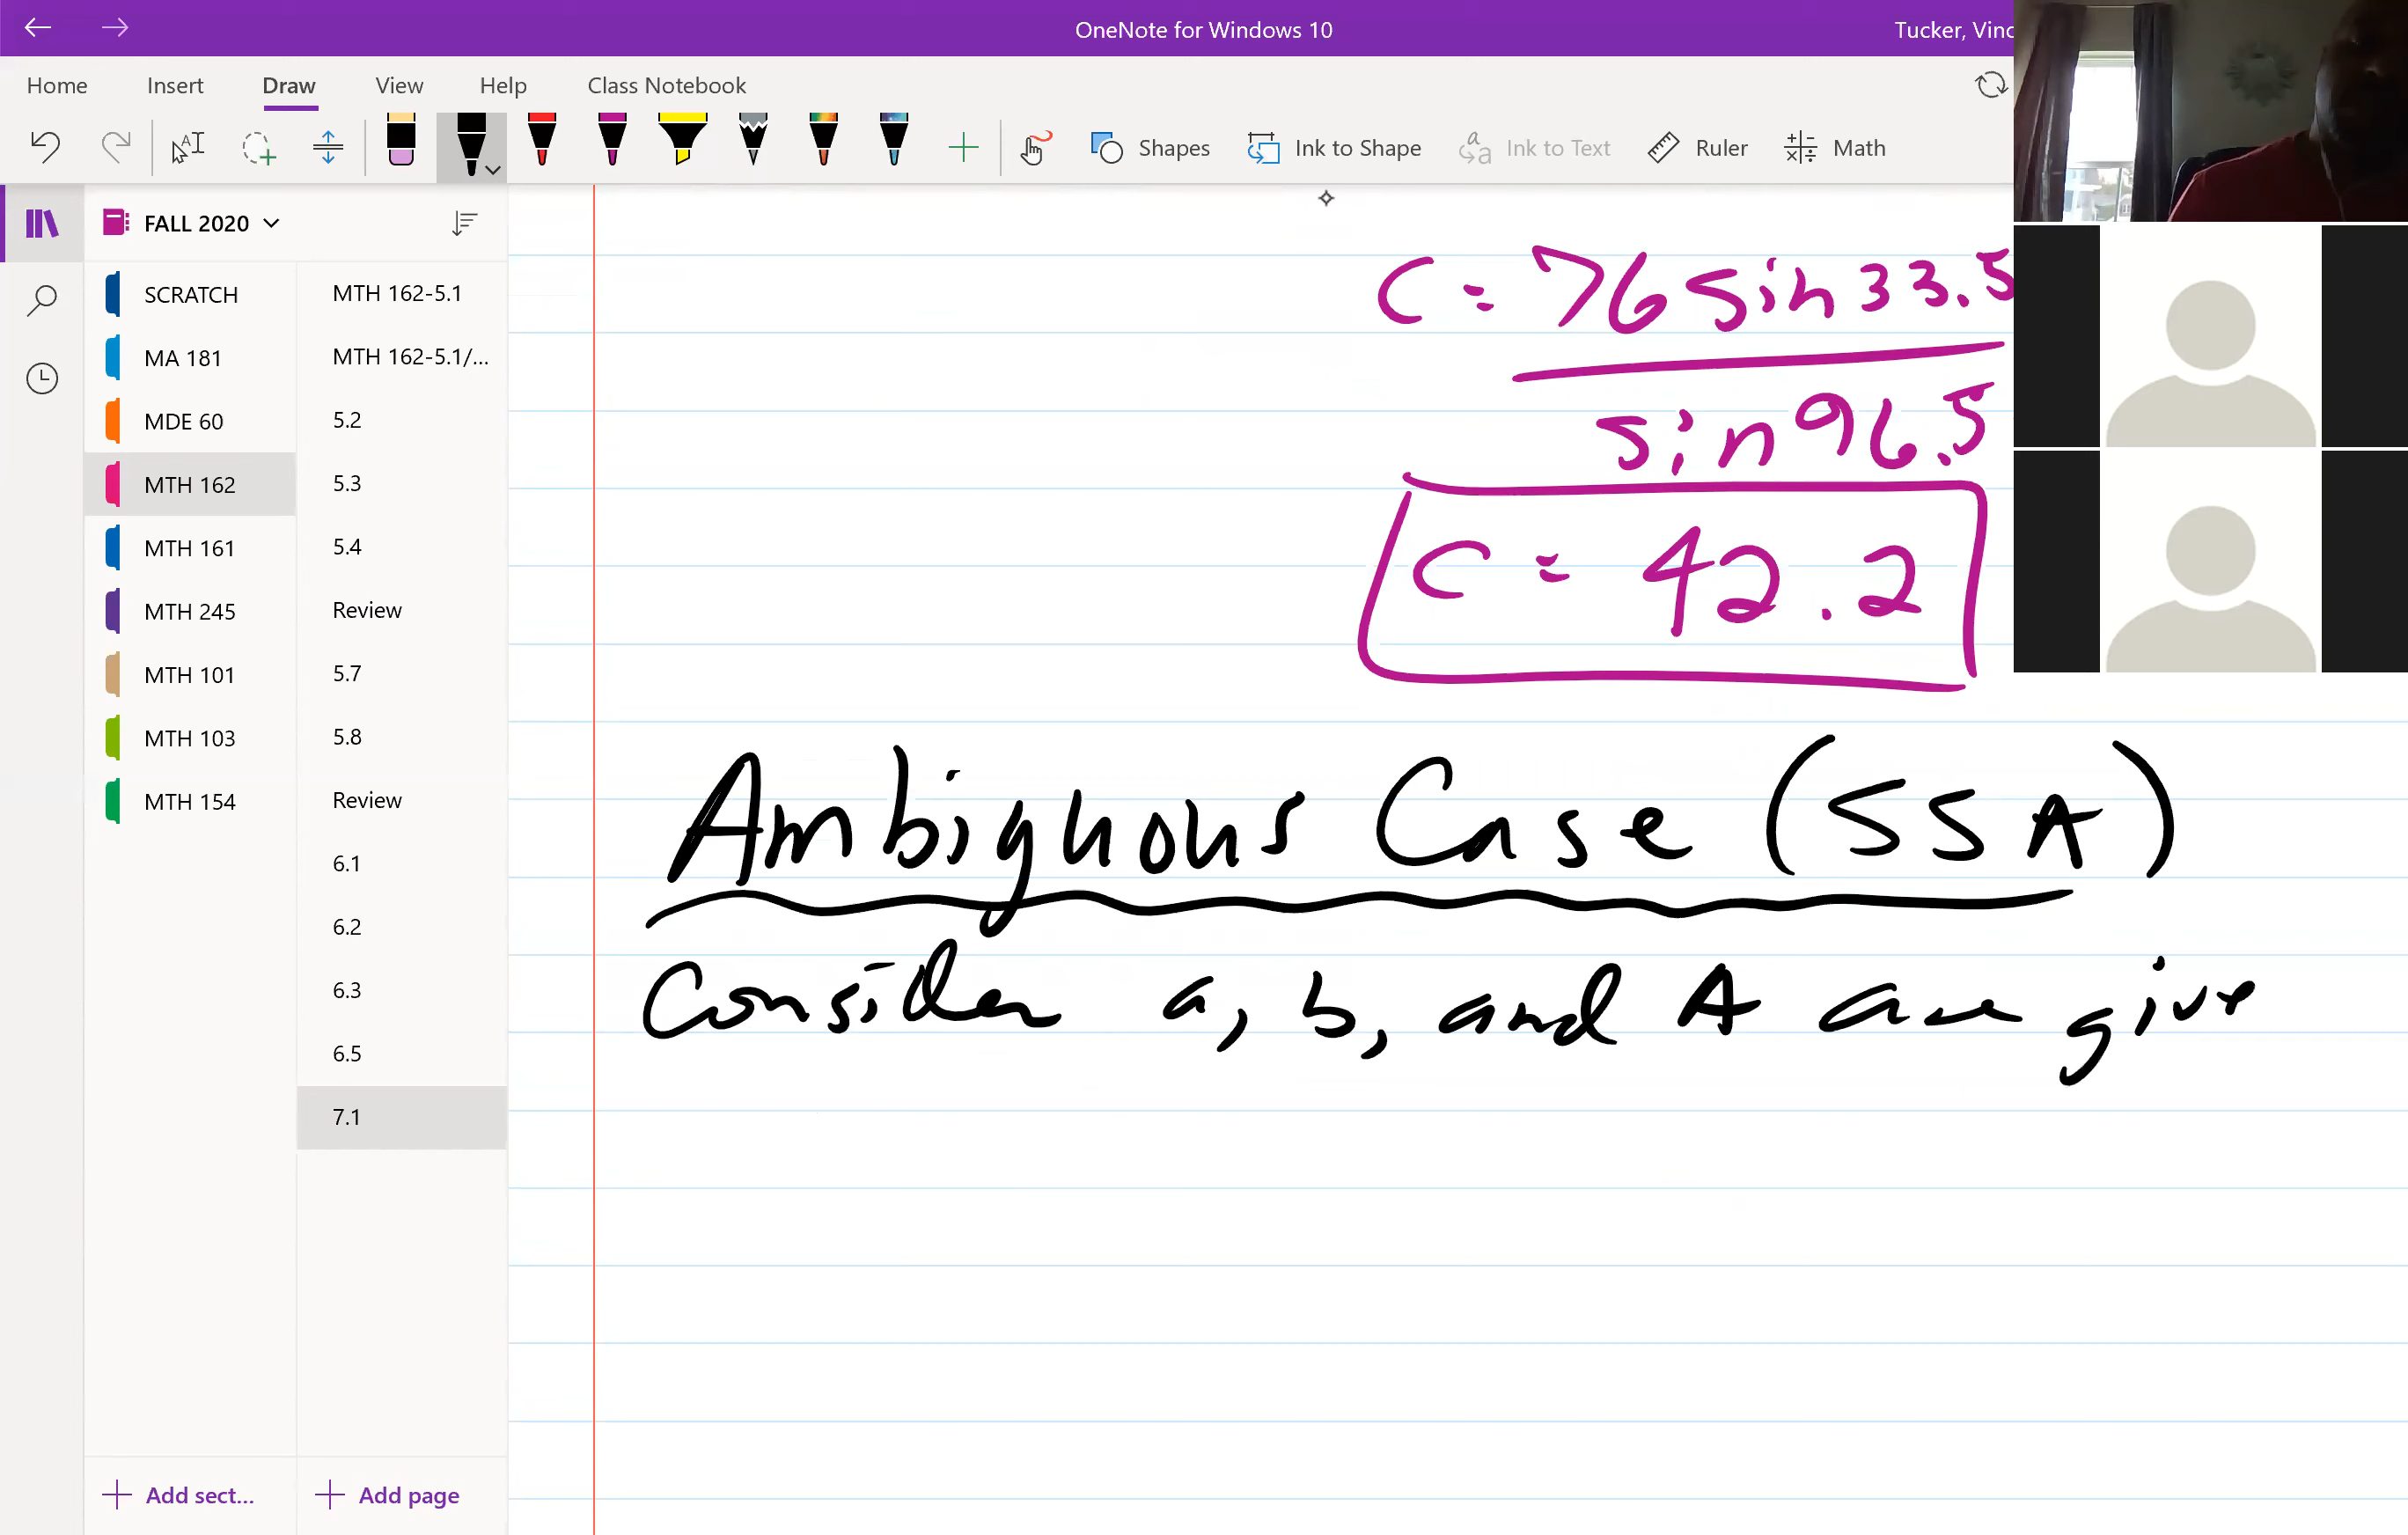 OneNote for Windows 10
Tucker, Vinc
Home Insert Draw View Help Class Notebook
Shapes Ink to Shape Ink to Text Ruler Math
FALL 2020
SCRATCH
MA 181
MDE 60
MTH 162
MTH 161
MTH 245
MTH 101
MTH 103
MTH 154
Add sect...
MTH 162-5.1
MTH 162-5.1/...
5.2
5.3
5.4
Review
5.7
5.8
Review
6.1
6.2
6.3
6.5
7.1
Add page
C = 76 sin 33.5
sin 96.5
C = 42.2
Ambiguous Case (SSA)
Consider a, b, and A are give